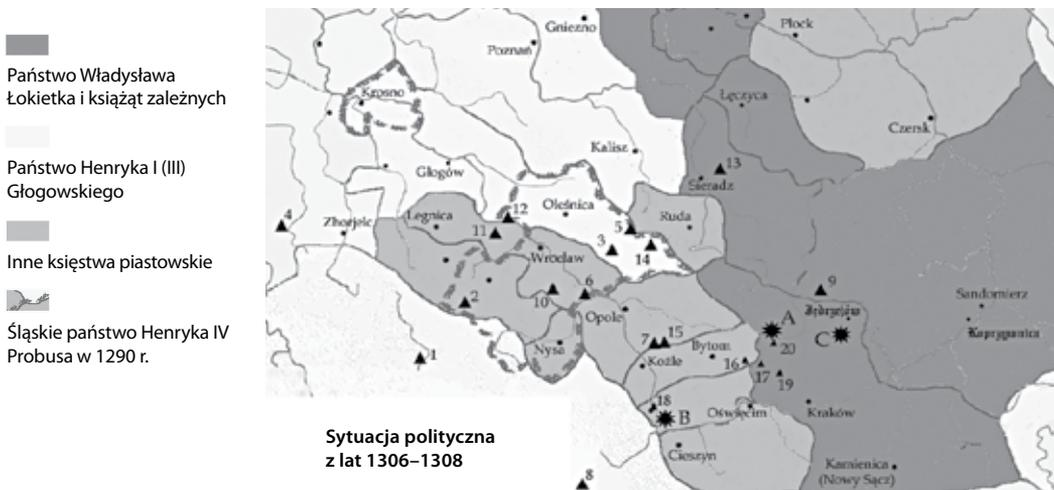 Państwo Władysława
Łokietka i książąt zależnych
Państwo Henryka I (III)
Głogowskiego
Inne księstwa piastowskie
Śląskie państwo Henryka IV
Probusa w 1290 r.
Gniezno
Płock
Poznań
Krosno
Łęczyca
Czersk
Kalisz
13
Głogów
Sieradz
4
Zhorjelc
Legnica
12
Oleśnica
5
Ruda
11
3
14
Wrocław
2
10
6
9
Sandomierz
Opole
Jędrzejów
A
C
Koprzywnica
1
Nysa
7
15
Bytom
20
Koźle
16
17
19
18
B
Oświęcim
Kraków
Sytuacja polityczna
z lat 1306–1308
Cieszyn
8
Kamienica
(Nowy Sącz)